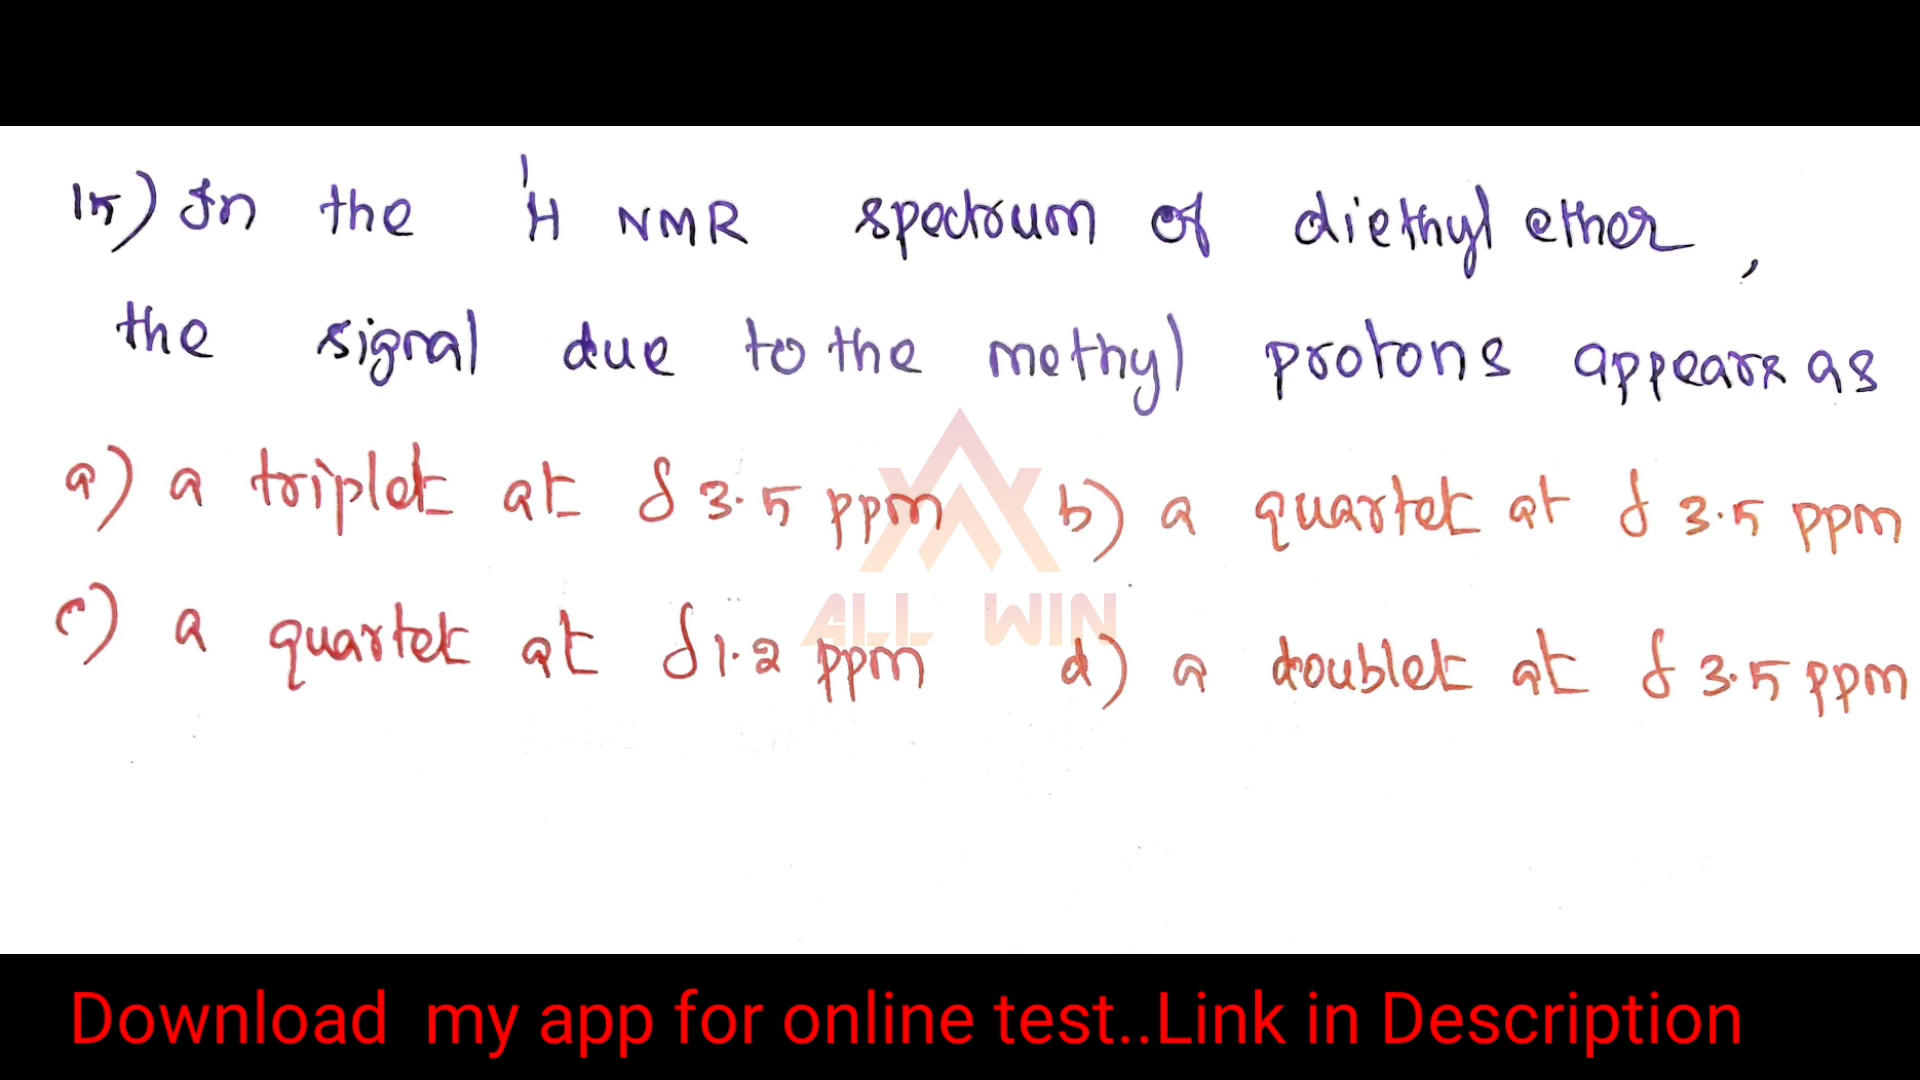 15) In the ¹H NMR spectrum of diethyl ether,
the signal due to the methyl protons appears as
a) a triplet at δ 3.5 ppm b) a quartet at δ 3.5 ppm
c) a quartet at δ 1.2 ppm d) a doublet at δ 3.5 ppm
ALL WIN
Download my app for online test..Link in Description